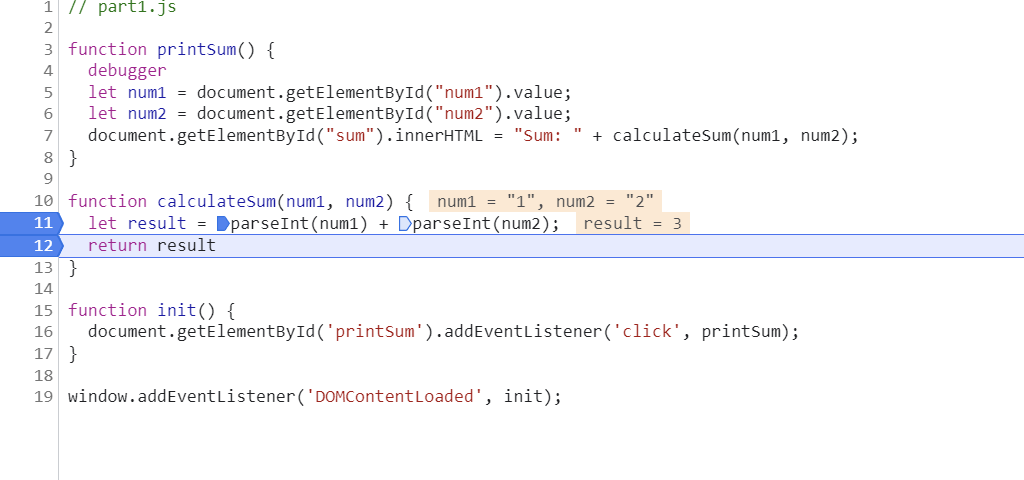 1 // part1.js
2
3 function printSum() {
4   debugger
5   let num1 = document.getElementById("num1").value;
6   let num2 = document.getElementById("num2").value;
7   document.getElementById("sum").innerHTML = "Sum: " + calculateSum(num1, num2);
8 }
9
10 function calculateSum(num1, num2) { num1 = "1", num2 = "2"
11   let result = parseInt(num1) + parseInt(num2); result = 3
12   return result
13 }
14
15 function init() {
16   document.getElementById('printSum').addEventListener('click', printSum);
17 }
18
19 window.addEventListener('DOMContentLoaded', init);